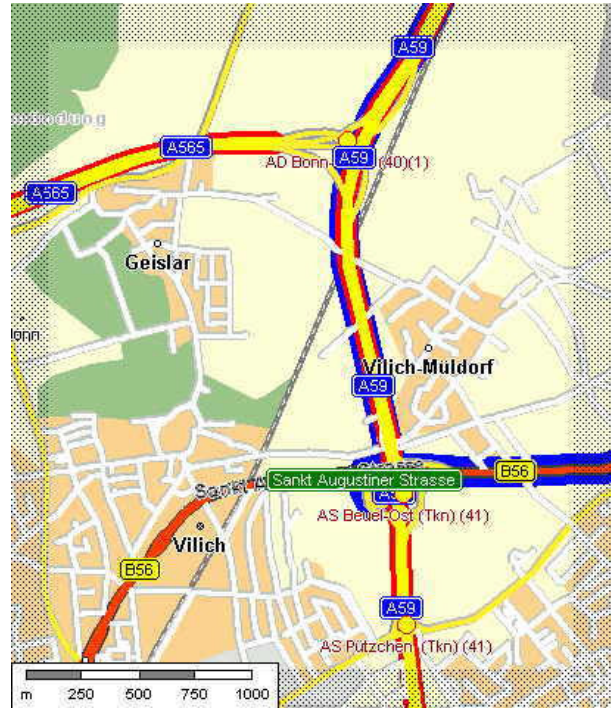 A59
A565
A59
AD Bonn- (40)(1)
A565
Geislar
Vilich-Müldorf
A59
B56
Sankt A
Sankt Augustiner Strasse
AS Beuel-Ost (Tkn) (41)
Vilich
B56
A59
AS Pützchen (Tkn) (41)
m 250 500 750 1000